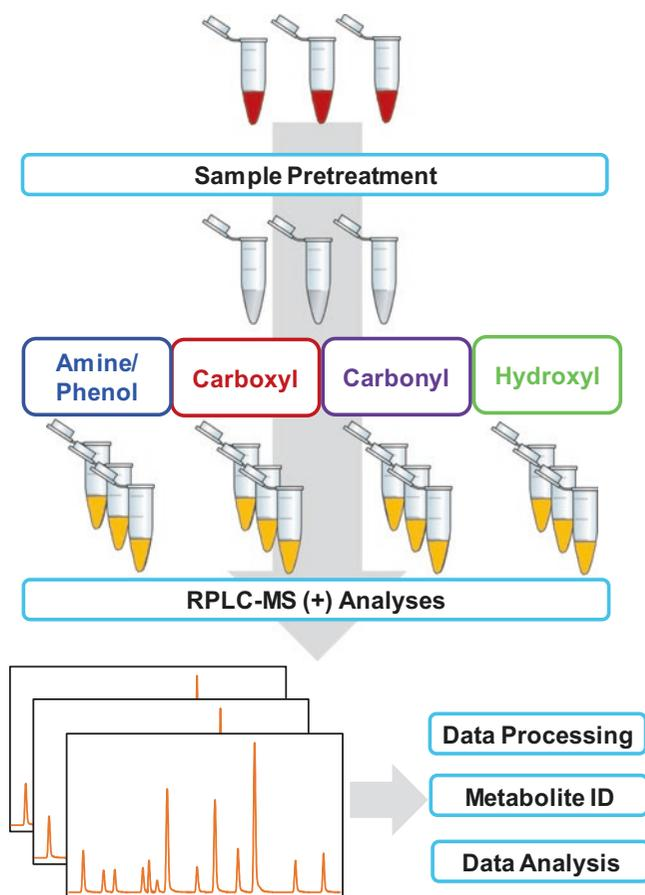 Sample Pretreatment
Amine/
Phenol
Carboxyl
Carbonyl
Hydroxyl
RPLC-MS (+) Analyses
Data Processing
Metabolite ID
Data Analysis